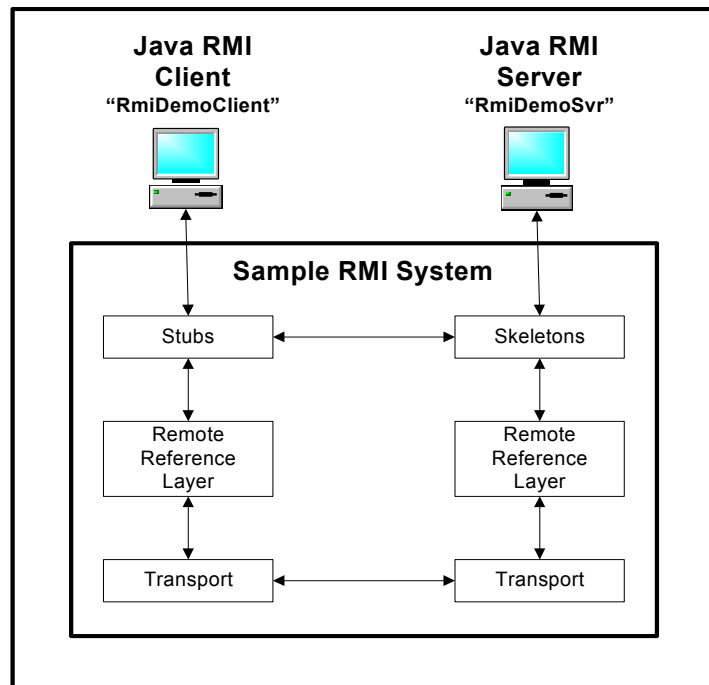 Java RMI
Client
“RmiDemoClient”
Java RMI
Server
“RmiDemoSvr”
Sample RMI System
Stubs
Skeletons
Remote
Reference
Layer
Remote
Reference
Layer
Transport
Transport